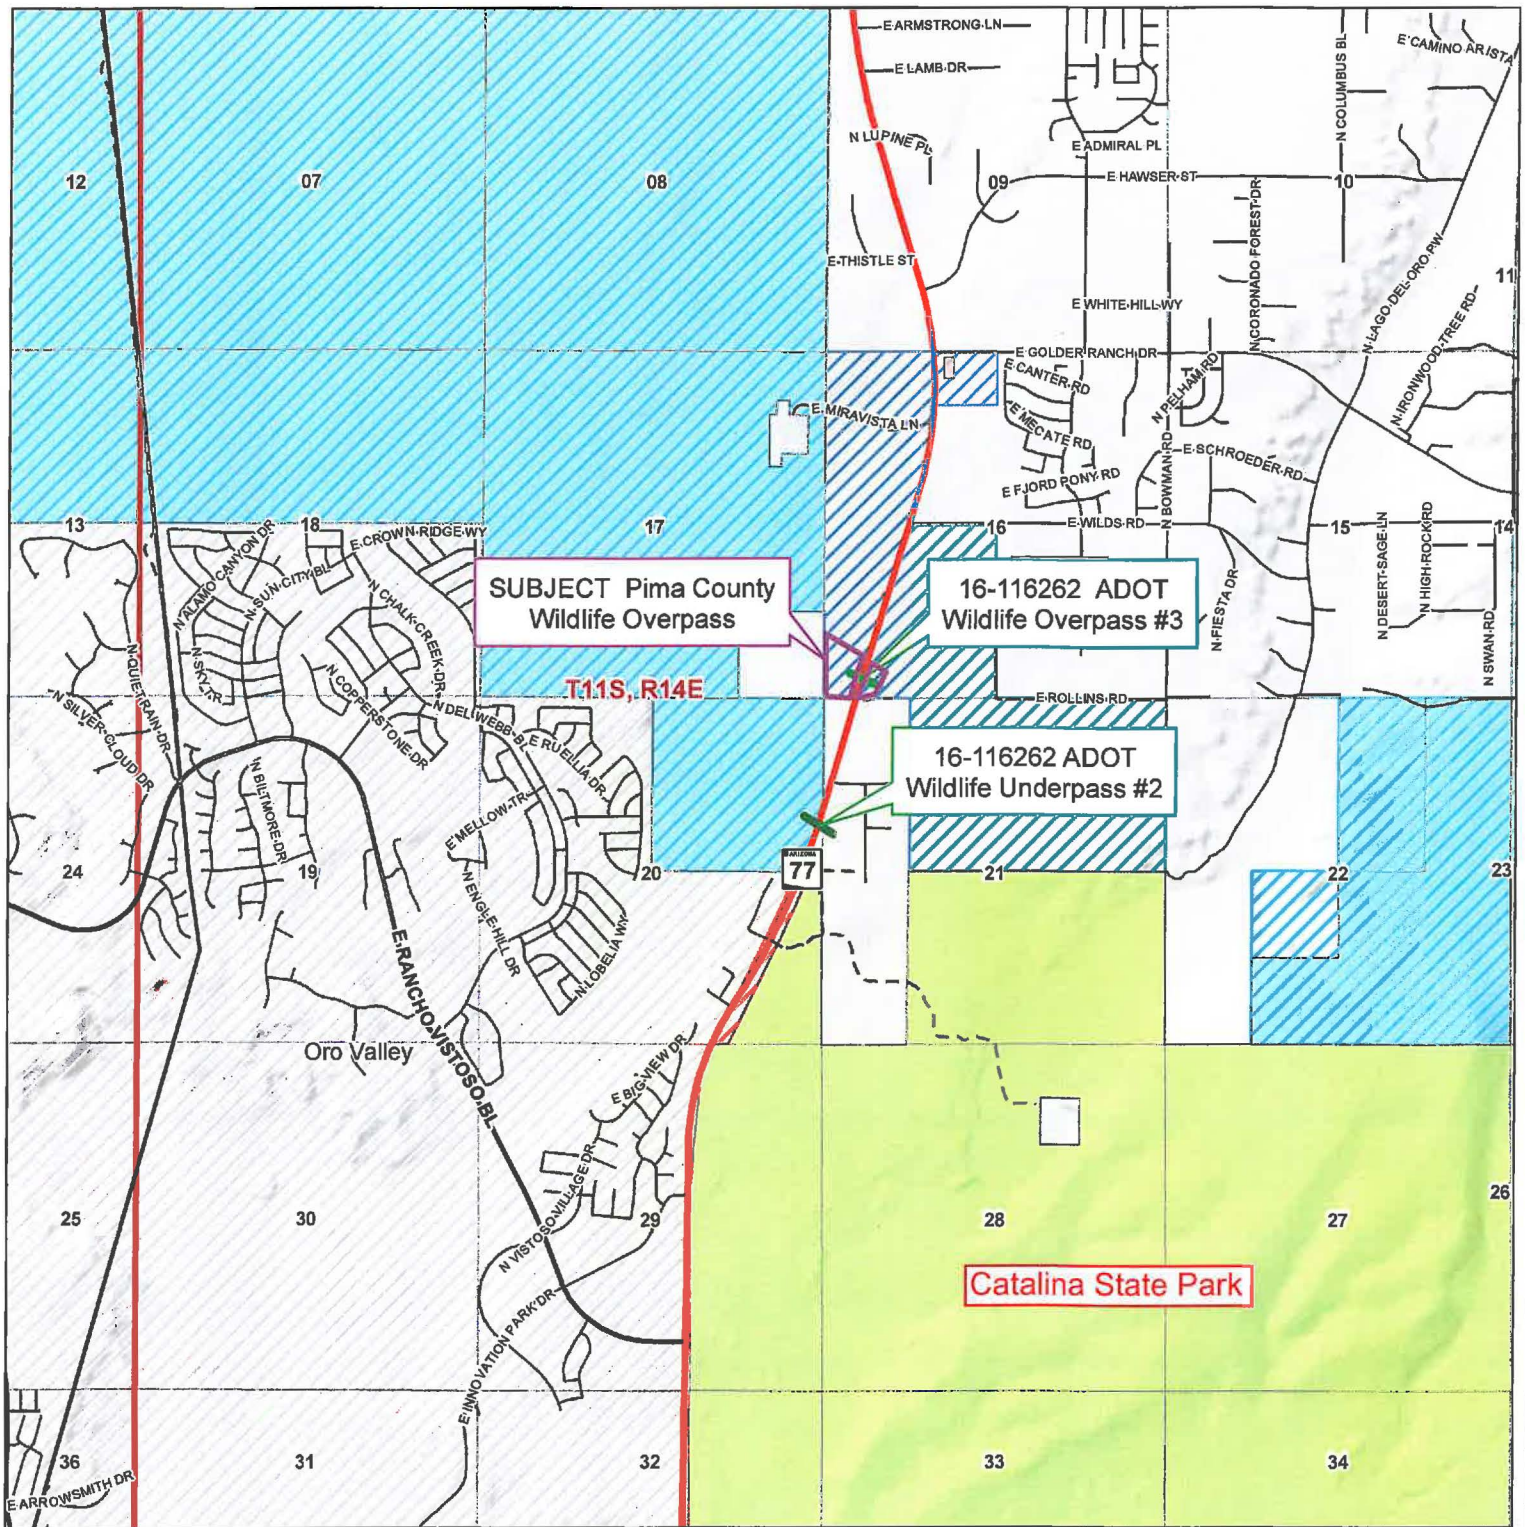 E ARMSTRONG LN
E LAMB DR
N COLUMBUS BL
E CAMINO ARISTA
N LUPINE PL
E ADMIRAL PL
12
07
08
09
E HAWSER ST
10
N CORONADO FOREST DR
E THISTLE ST
N LAGO DEL ORO PW
11
E WHITE HILL WY
N IRONWOOD TREE RD
E GOLDER RANCH DR
E CANTER RD
N PELHAM RD
E MIRAVISTA LN
E MECATE RD
E SCHROEDER RD
E FJORD PONY RD
N BOWMAN RD
13
18
17
16
E WILDS RD
15
14
N DESERT SAGE LN
N HIGH ROCK RD
N ALAMO CANYON DR
N SUN CITY BL
E CROWN RIDGE WY
N CHALK CREEK DR
SUBJECT Pima County
Wildlife Overpass
16-116262 ADOT
Wildlife Overpass #3
N FIESTA DR
N SWAN RD
N QUIET RAIN DR
N SKY TR
N COPPERSTONE DR
T11S, R14E
E ROLLINS RD
N SILVER CLOUD DR
N DEL WEBB BL
E RUELLIA DR
16-116262 ADOT
Wildlife Underpass #2
N BILTMORE DR
E MELLOW TR
ARIZONA
77
24
19
20
21
22
23
N ENGLE HILL DR
N LOBELIA WY
E RANCHO VISTOSO BL
Oro Valley
E BIG VIEW DR
N VISTOSO VILLAGE DR
25
30
29
28
27
26
Catalina State Park
E INNOVATION PARK DR
36
31
32
33
34
E ARROWSMITH DR